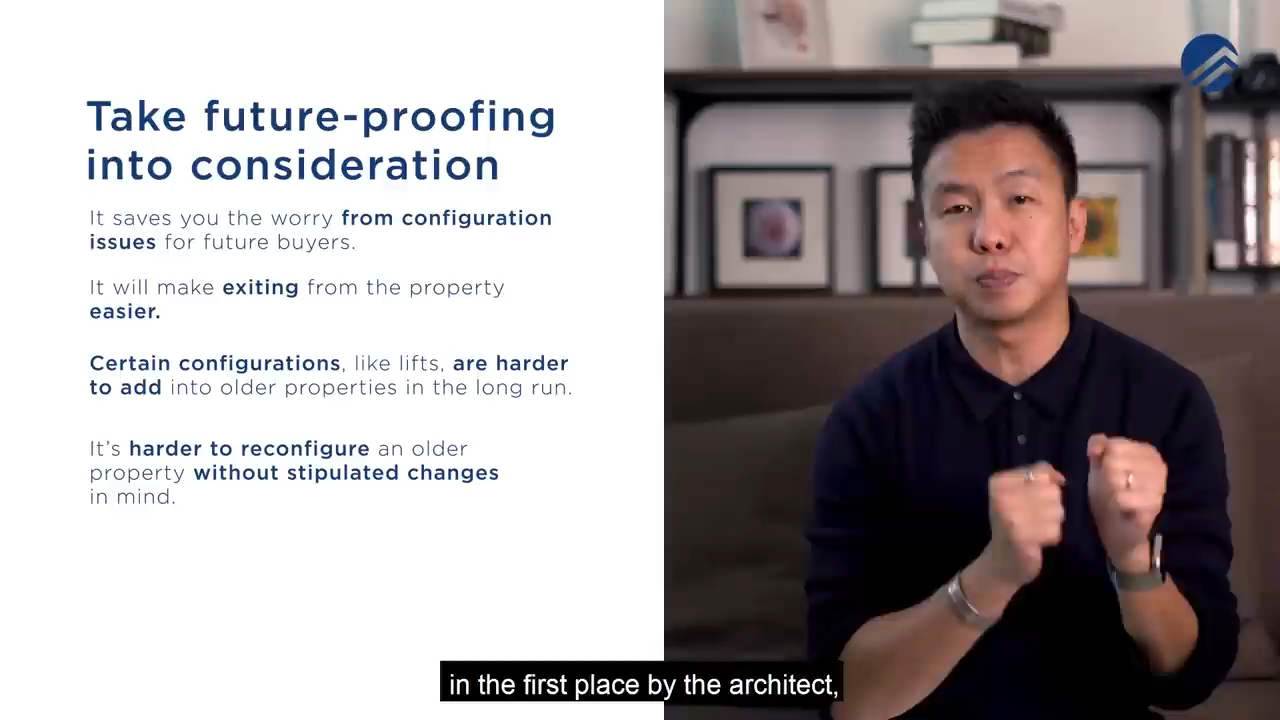 Take future-proofing
into consideration
It saves you the worry from configuration
issues for future buyers.
It will make exiting from the property
easier.
Certain configurations, like lifts, are harder
to add into older properties in the long run.
It's harder to reconfigure an older
property without stipulated changes
in mind.
in the first place by the architect,